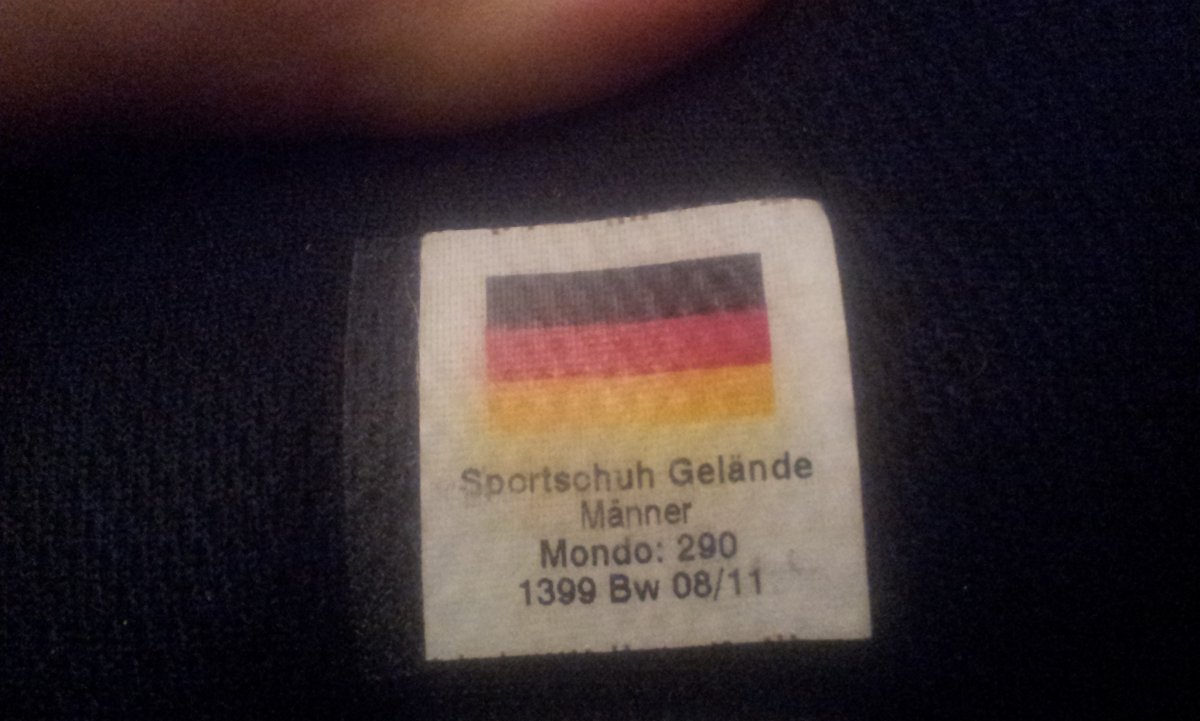 Sportschuh Gelände
Männer
Mondo: 290
1399 Bw 08/11